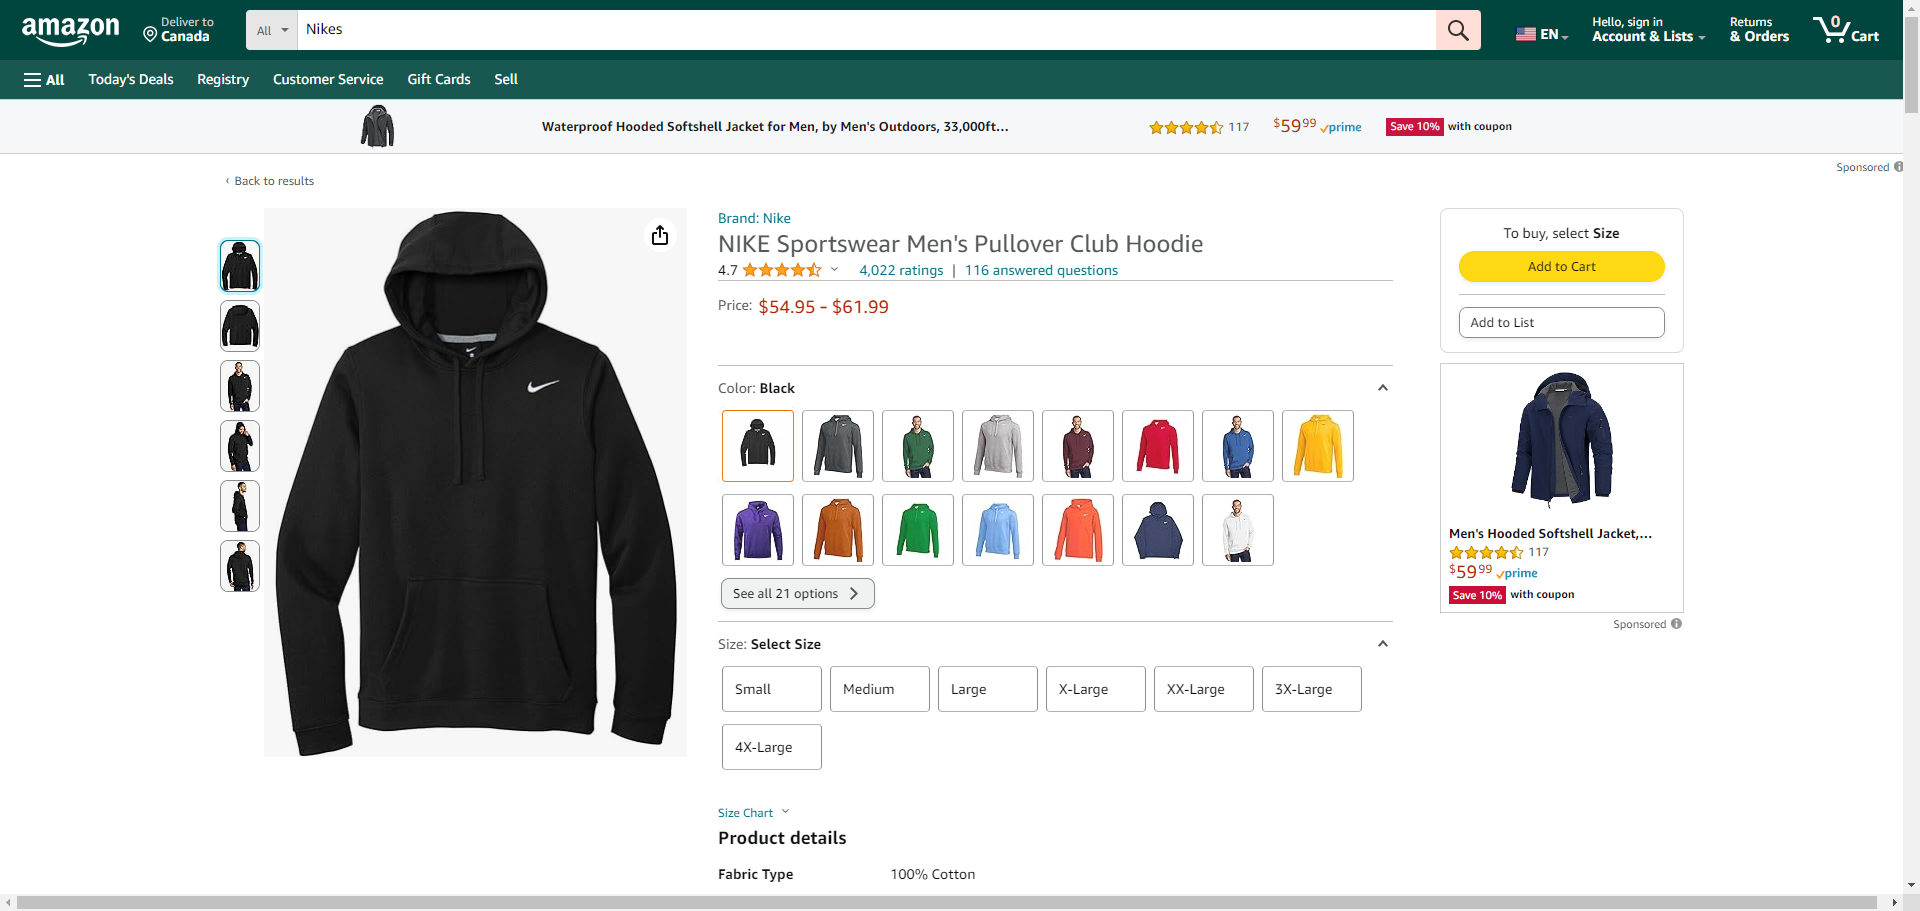 amazon
Deliver to
Canada
All
Nikes
EN
Hello, sign in
Account & Lists
Returns
& Orders
0
Cart
All
Today's Deals
Registry
Customer Service
Gift Cards
Sell
Waterproof Hooded Softshell Jacket for Men, by Men's Outdoors, 33,000ft...
117
$59 99
prime
Save 10% with coupon
Sponsored
‹ Back to results
Brand: Nike
NIKE Sportswear Men's Pullover Club Hoodie
4.7
4,022 ratings | 116 answered questions
Price: $54.95 - $61.99
Color: Black
See all 21 options
Size: Select Size
Small
Medium
Large
X-Large
XX-Large
3X-Large
4X-Large
Size Chart
Product details
Fabric Type 100% Cotton
To buy, select Size
Add to Cart
Add to List
Men's Hooded Softshell Jacket,...
117
$59 99
prime
Save 10% with coupon
Sponsored